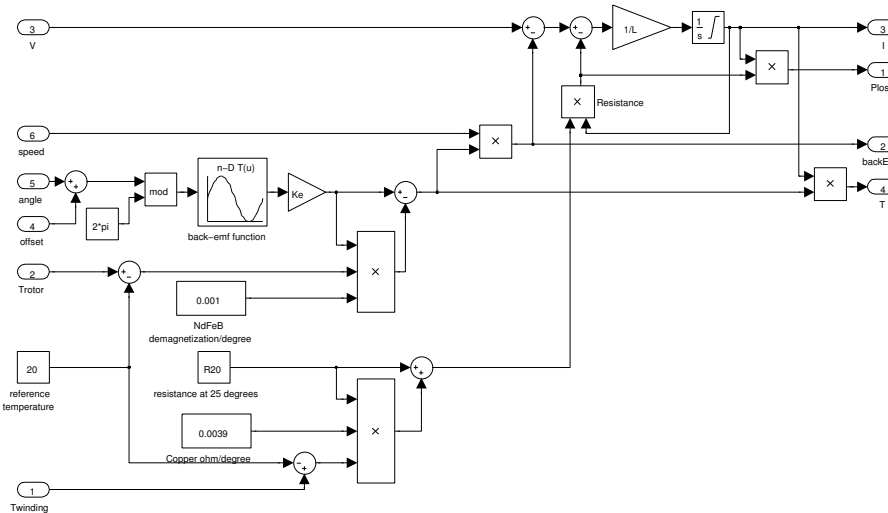 3
V
+
−
+
−
1/L
1
s
3
I
×
1
Plos
×
Resistance
6
speed
×
2
backE
n−D T(u)
5
angle
+
+
mod
Ke
+
−
×
4
T
4
offset
2*pi
back−emf function
2
Trotor
+
−
×
0.001
NdFeB
demagnetization/degree
20
reference
temperature
R20
resistance at 25 degrees
+
+
×
0.0039
Copper ohm/degree
−
+
1
Twinding